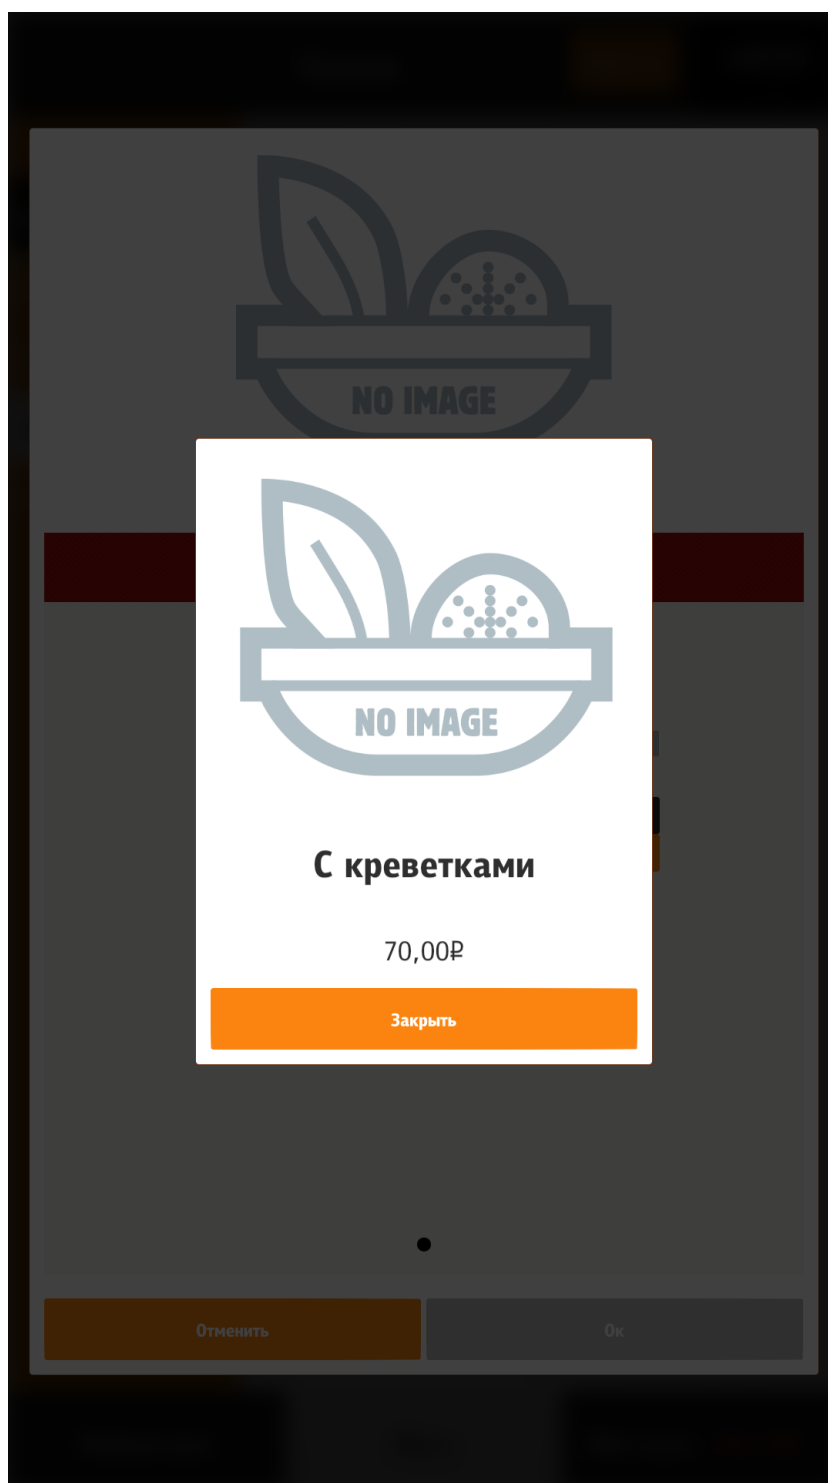 NO IMAGE
NO IMAGE
С креветками
70,00₽
Закрыть
Отменить
Ок